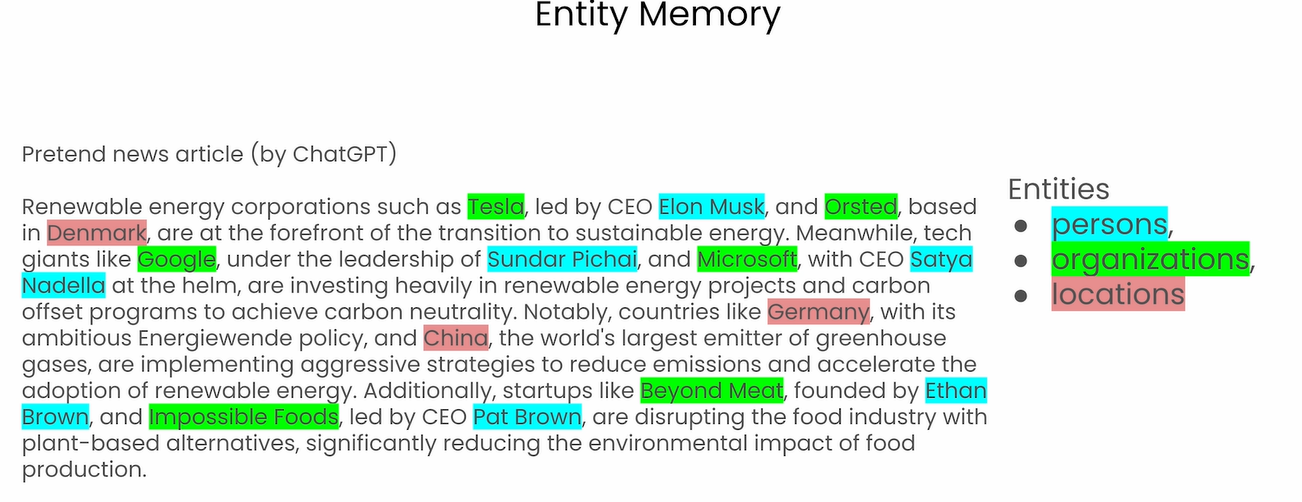 Entity Memory
Pretend news article (by ChatGPT)
Renewable energy corporations such as Tesla, led by CEO Elon Musk, and Orsted, based
in Denmark, are at the forefront of the transition to sustainable energy. Meanwhile, tech
giants like Google, under the leadership of Sundar Pichai, and Microsoft, with CEO Satya
Nadella at the helm, are investing heavily in renewable energy projects and carbon
offset programs to achieve carbon neutrality. Notably, countries like Germany, with its
ambitious Energiewende policy, and China, the world's largest emitter of greenhouse
gases, are implementing aggressive strategies to reduce emissions and accelerate the
adoption of renewable energy. Additionally, startups like Beyond Meat, founded by Ethan
Brown, and Impossible Foods, led by CEO Pat Brown, are disrupting the food industry with
plant-based alternatives, significantly reducing the environmental impact of food
production.
Entities
● persons,
● organizations,
● locations